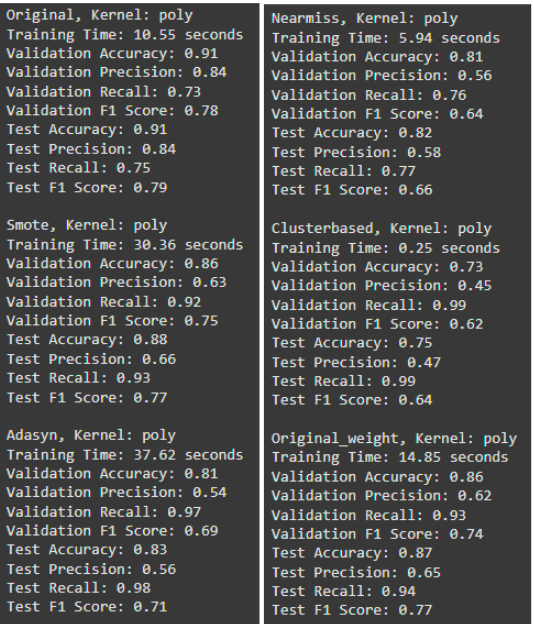 Original, Kernel: poly
Training Time: 10.55 seconds
Validation Accuracy: 0.91
Validation Precision: 0.84
Validation Recall: 0.73
Validation F1 Score: 0.78
Test Accuracy: 0.91
Test Precision: 0.84
Test Recall: 0.75
Test F1 Score: 0.79
Smote, Kernel: poly
Training Time: 30.36 seconds
Validation Accuracy: 0.86
Validation Precision: 0.63
Validation Recall: 0.92
Validation F1 Score: 0.75
Test Accuracy: 0.88
Test Precision: 0.66
Test Recall: 0.93
Test F1 Score: 0.77
Adasyn, Kernel: poly
Training Time: 37.62 seconds
Validation Accuracy: 0.81
Validation Precision: 0.54
Validation Recall: 0.97
Validation F1 Score: 0.69
Test Accuracy: 0.83
Test Precision: 0.56
Test Recall: 0.98
Test F1 Score: 0.71
Nearmiss, Kernel: poly
Training Time: 5.94 seconds
Validation Accuracy: 0.81
Validation Precision: 0.56
Validation Recall: 0.76
Validation F1 Score: 0.64
Test Accuracy: 0.82
Test Precision: 0.58
Test Recall: 0.77
Test F1 Score: 0.66
Clusterbased, Kernel: poly
Training Time: 0.25 seconds
Validation Accuracy: 0.73
Validation Precision: 0.45
Validation Recall: 0.99
Validation F1 Score: 0.62
Test Accuracy: 0.75
Test Precision: 0.47
Test Recall: 0.99
Test F1 Score: 0.64
Original_weight, Kernel: poly
Training Time: 14.85 seconds
Validation Accuracy: 0.86
Validation Precision: 0.62
Validation Recall: 0.93
Validation F1 Score: 0.74
Test Accuracy: 0.87
Test Precision: 0.65
Test Recall: 0.94
Test F1 Score: 0.77